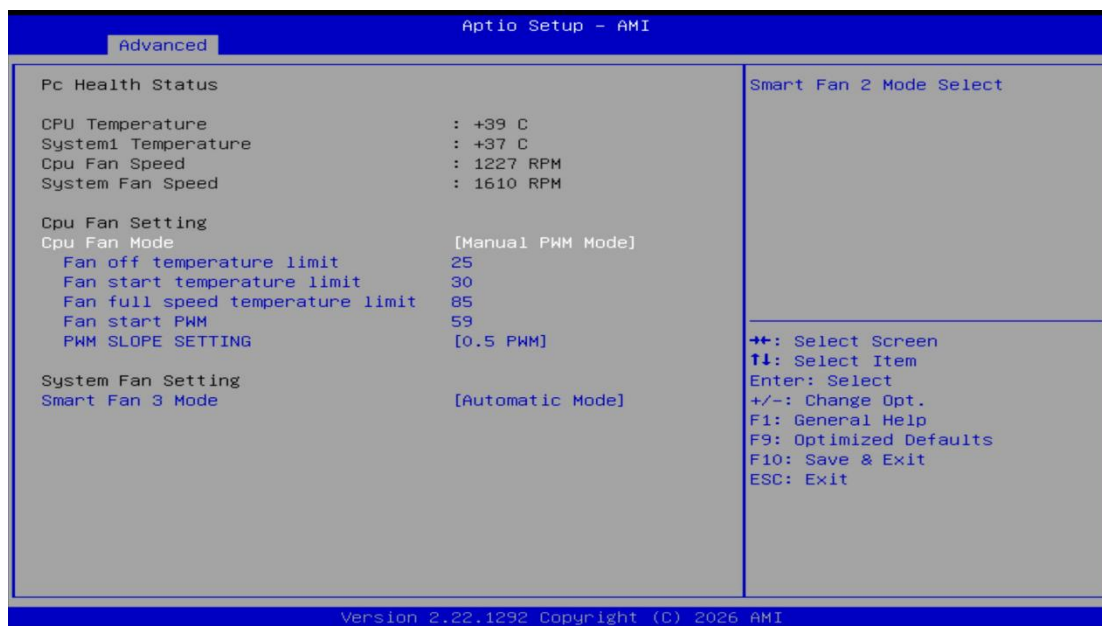 Aptio Setup – AMI
Advanced
Pc Health Status
CPU Temperature : +39 C
System1 Temperature : +37 C
Cpu Fan Speed : 1227 RPM
System Fan Speed : 1610 RPM
Cpu Fan Setting
Cpu Fan Mode [Manual PWM Mode]
Fan off temperature limit 25
Fan start temperature limit 30
Fan full speed temperature limit 85
Fan start PWM 59
PWM SLOPE SETTING [0.5 PWM]
System Fan Setting
Smart Fan 3 Mode [Automatic Mode]
Smart Fan 2 Mode Select
→←: Select Screen
↑↓: Select Item
Enter: Select
+/-: Change Opt.
F1: General Help
F9: Optimized Defaults
F10: Save & Exit
ESC: Exit
Version 2.22.1292 Copyright (C) 2026 AMI